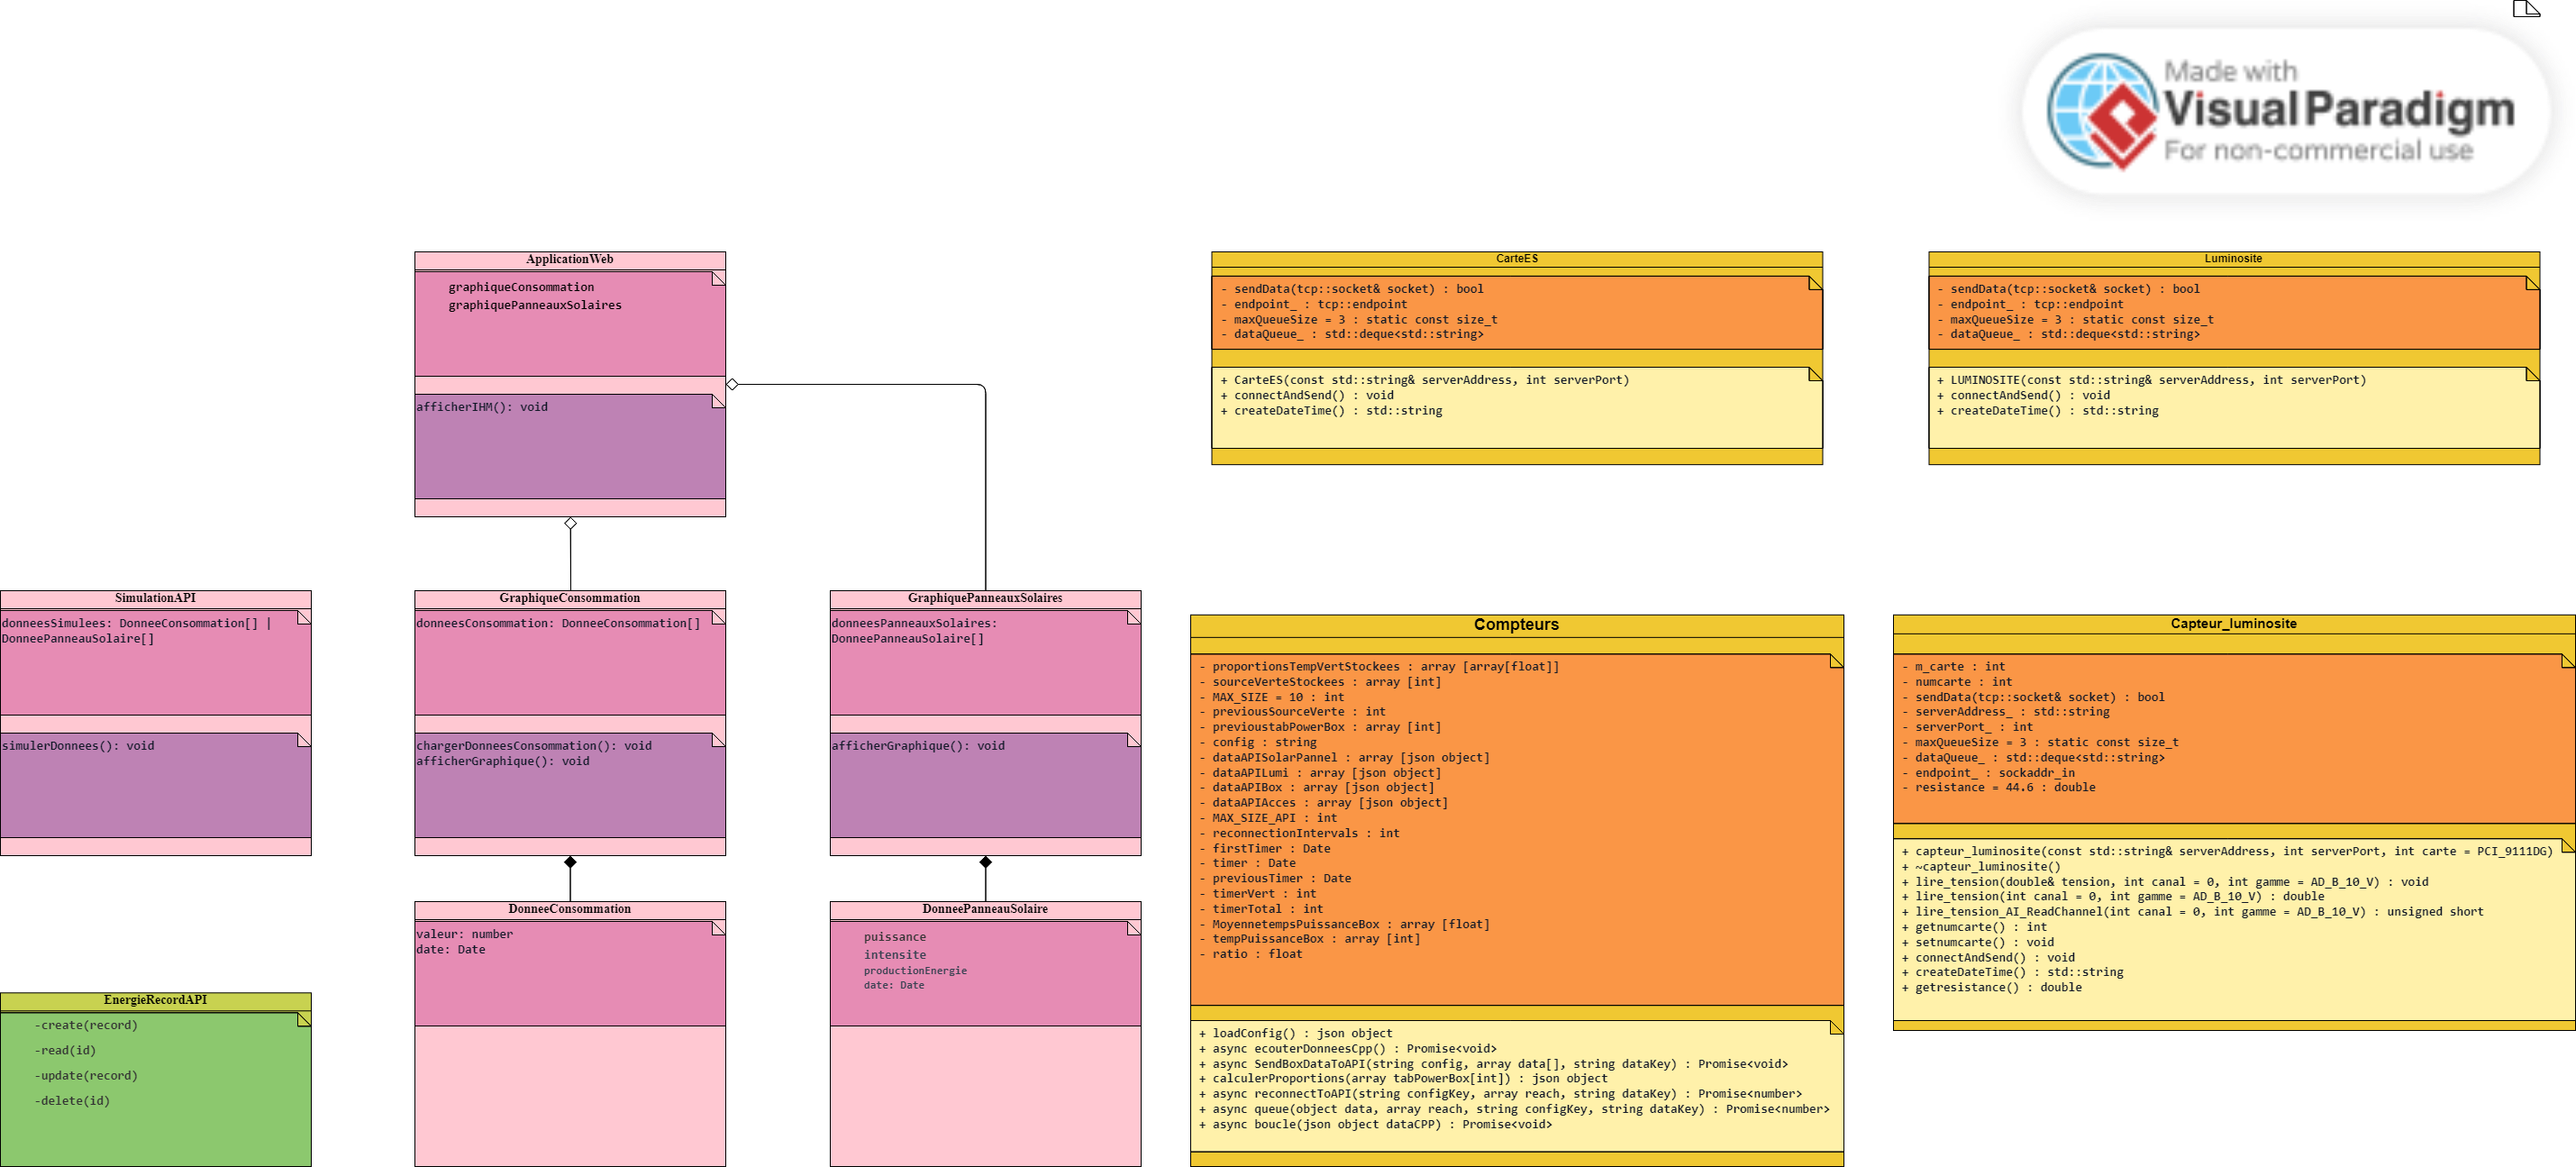 Made with
Visual Paradigm
For non-commercial use
ApplicationWeb
graphiqueConsommation
graphiquePanneauxSolaires
afficherIHM(): void
CarteES
- sendData(tcp::socket& socket) : bool
- endpoint_ : tcp::endpoint
- maxQueueSize = 3 : static const size_t
- dataQueue_ : std::deque<std::string>
+ CarteES(const std::string& serverAddress, int serverPort)
+ connectAndSend() : void
+ createDateTime() : std::string
Luminosite
- sendData(tcp::socket& socket) : bool
- endpoint_ : tcp::endpoint
- maxQueueSize = 3 : static const size_t
- dataQueue_ : std::deque<std::string>
+ LUMINOSITE(const std::string& serverAddress, int serverPort)
+ connectAndSend() : void
+ createDateTime() : std::string
SimulationAPI
donneesSimulees: DonneeConsommation[] |
DonneePanneauSolaire[]
simulerDonnees(): void
GraphiqueConsommation
donneesConsommation: DonneeConsommation[]
chargerDonneesConsommation(): void
afficherGraphique(): void
GraphiquePanneauxSolaires
donneesPanneauxSolaires:
DonneePanneauSolaire[]
afficherGraphique(): void
Compteurs
- proportionsTempVertStockees : array [array[float]]
- sourceVerteStockees : array [int]
- MAX_SIZE = 10 : int
- previousSourceVerte : int
- previoustabPowerBox : array [int]
- config : string
- dataAPISolarPannel : array [json object]
- dataAPILumi : array [json object]
- dataAPIBox : array [json object]
- dataAPIAcces : array [json object]
- MAX_SIZE_API : int
- reconnectionIntervals : int
- firstTimer : Date
- timer : Date
- previousTimer : Date
- timerVert : int
- timerTotal : int
- MoyennetempsPuissanceBox : array [float]
- tempPuissanceBox : array [int]
- ratio : float
+ loadConfig() : json object
+ async ecouterDonneesCpp() : Promise<void>
+ async SendBoxDataToAPI(string config, array data[], string dataKey) : Promise<void>
+ calculerProportions(array tabPowerBox[int]) : json object
+ async reconnectToAPI(string configKey, array reach, string dataKey) : Promise<number>
+ async queue(object data, array reach, string configKey, string dataKey) : Promise<number>
+ async boucle(json object dataCPP) : Promise<void>
Capteur_luminosite
- m_carte : int
- numcarte : int
- sendData(tcp::socket& socket) : bool
- serverAddress_ : std::string
- serverPort_ : int
- maxQueueSize = 3 : static const size_t
- dataQueue_ : std::deque<std::string>
- endpoint_ : sockaddr_in
- resistance = 44.6 : double
+ capteur_luminosite(const std::string& serverAddress, int serverPort, int carte = PCI_9111DG)
+ ~capteur_luminosite()
+ lire_tension(double& tension, int canal = 0, int gamme = AD_B_10_V) : void
+ lire_tension(int canal = 0, int gamme = AD_B_10_V) : double
+ lire_tension_AI_ReadChannel(int canal = 0, int gamme = AD_B_10_V) : unsigned short
+ getnumcarte() : int
+ setnumcarte() : void
+ connectAndSend() : void
+ createDateTime() : std::string
+ getresistance() : double
DonneeConsommation
valeur: number
date: Date
DonneePanneauSolaire
puissance
intensite
productionEnergie
date: Date
EnergieRecordAPI
-create(record)
-read(id)
-update(record)
-delete(id)